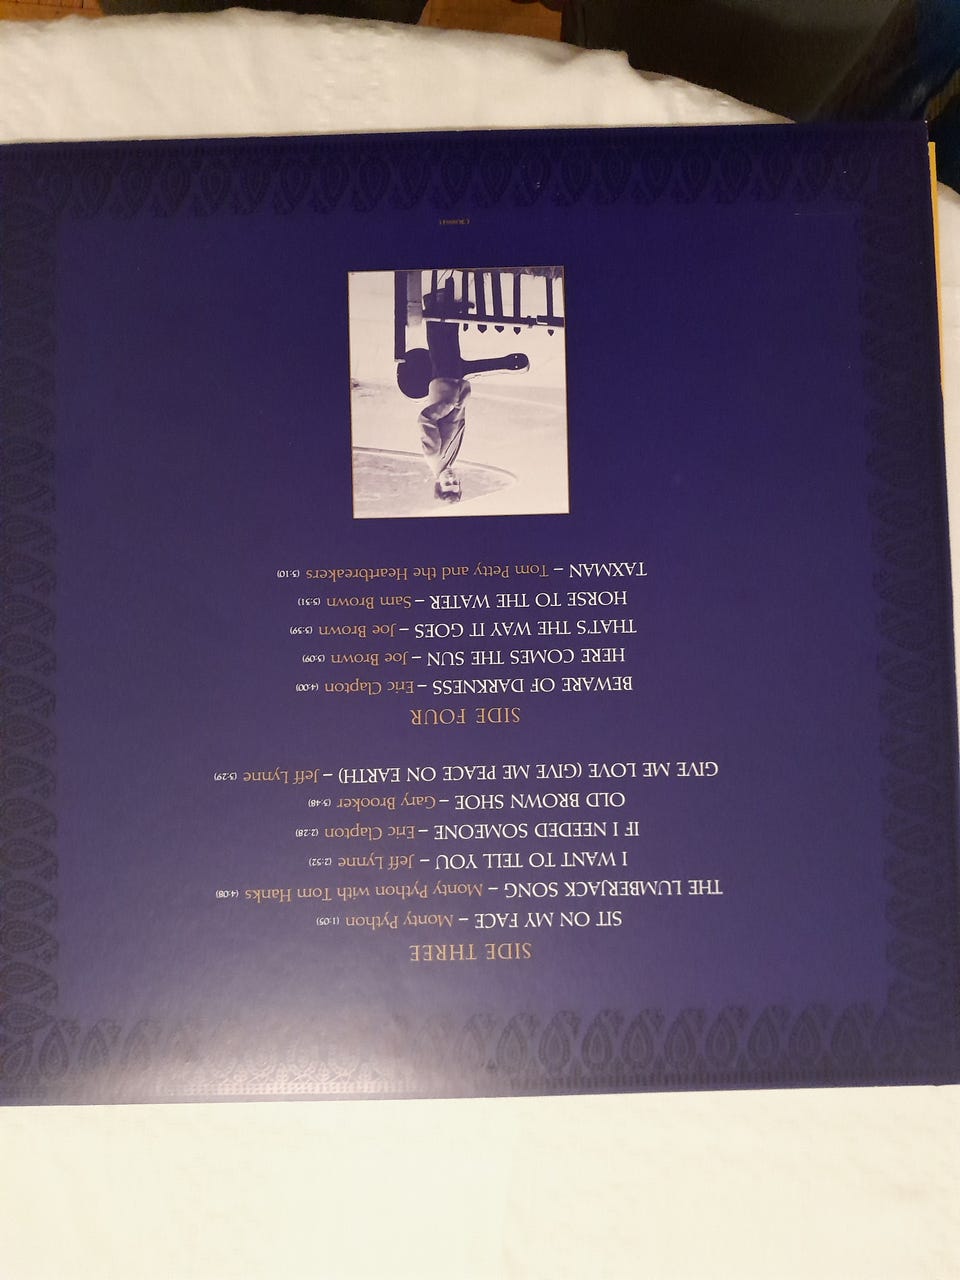 SIDE THREE
SIT ON MY FACE – Monty Python (1:05)
THE LUMBERJACK SONG – Monty Python with Tom Hanks (4:08)
I WANT TO TELL YOU – Jeff Lynne (2:52)
IF I NEEDED SOMEONE – Eric Clapton (2:28)
OLD BROWN SHOE – Gary Brooker (3:48)
GIVE ME LOVE (GIVE ME PEACE ON EARTH) – Jeff Lynne (3:29)
SIDE FOUR
BEWARE OF DARKNESS – Eric Clapton (4:00)
HERE COMES THE SUN – Joe Brown (3:09)
THAT'S THE WAY IT GOES – Joe Brown (3:39)
HORSE TO THE WATER – Sam Brown (5:31)
TAXMAN – Tom Petty and the Heartbreakers (3:10)